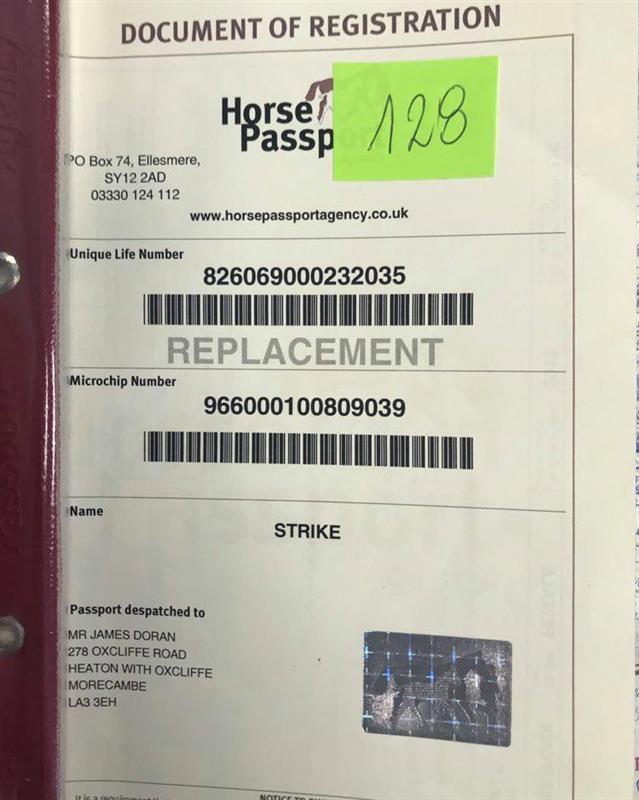 DOCUMENT OF REGISTRATION
Horse
128
PO Box 74, Ellesmere,
SY12 2AD
03330 124 112
www.horsepassportagency.co.uk
Unique Life Number
826069000232035
REPLACEMENT
Microchip Number
966000100809039
Name
STRIKE
Passport despatched to
MR JAMES DORAN
278 OXCLIFFE ROAD
HEATON WITH OXCLIFFE
MORECAMBE
LA3 3EH